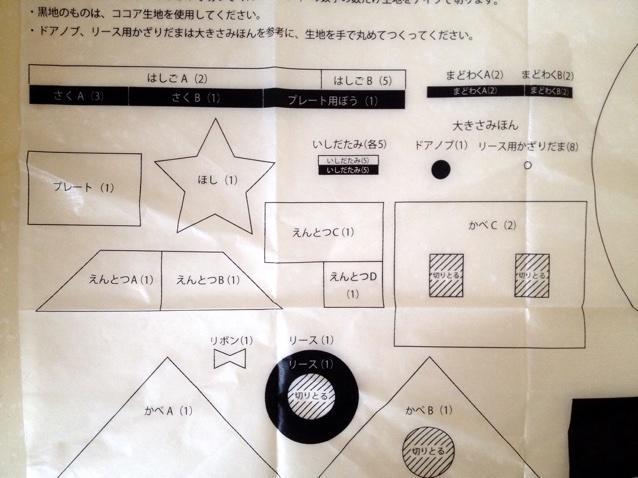 ・黒地のものは、ココア生地を使用してください。
・ドアノブ、リース用かざりだまは大きさみほんを参考に、生地を手で丸めてつくってください。
はしごA（2）
はしごB（5）
さくA（3）
さくB（1）
プレート用ぼう（1）
まどわくA(2)
まどわくB(2)
まどわくA(2)
まどわくB(2)
大きさみほん
ドアノブ(1)
リース用かざりだま(8)
いしだたみ(各5)
いしだたみ(5)
いしだたみ(5)
プレート（1）
ほし（1）
えんとつC（1）
えんとつD
（1）
えんとつA（1）
えんとつB（1）
かべC（2）
切りとる
切りとる
リボン(1)
リース（1）
リース（1）
切りとる
かべA（1）
かべB（1）
切りとる